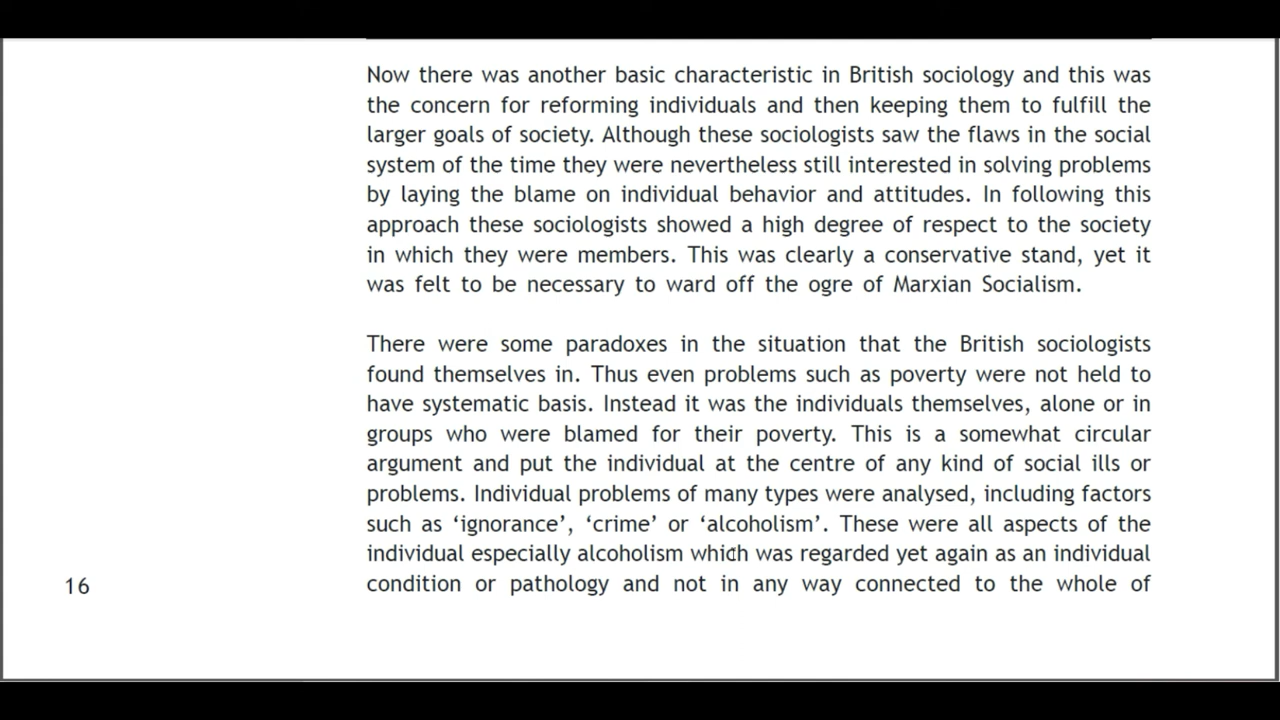 Now there was another basic characteristic in British sociology and this was
the concern for reforming individuals and then keeping them to fulfill the
larger goals of society. Although these sociologists saw the flaws in the social
system of the time they were nevertheless still interested in solving problems
by laying the blame on individual behavior and attitudes. In following this
approach these sociologists showed a high degree of respect to the society
in which they were members. This was clearly a conservative stand, yet it
was felt to be necessary to ward off the ogre of Marxian Socialism.
There were some paradoxes in the situation that the British sociologists
found themselves in. Thus even problems such as poverty were not held to
have systematic basis. Instead it was the individuals themselves, alone or in
groups who were blamed for their poverty. This is a somewhat circular
argument and put the individual at the centre of any kind of social ills or
problems. Individual problems of many types were analysed, including factors
such as ‘ignorance’, ‘crime’ or ‘alcoholism’. These were all aspects of the
individual especially alcoholism which was regarded yet again as an individual
condition or pathology and not in any way connected to the whole of
16